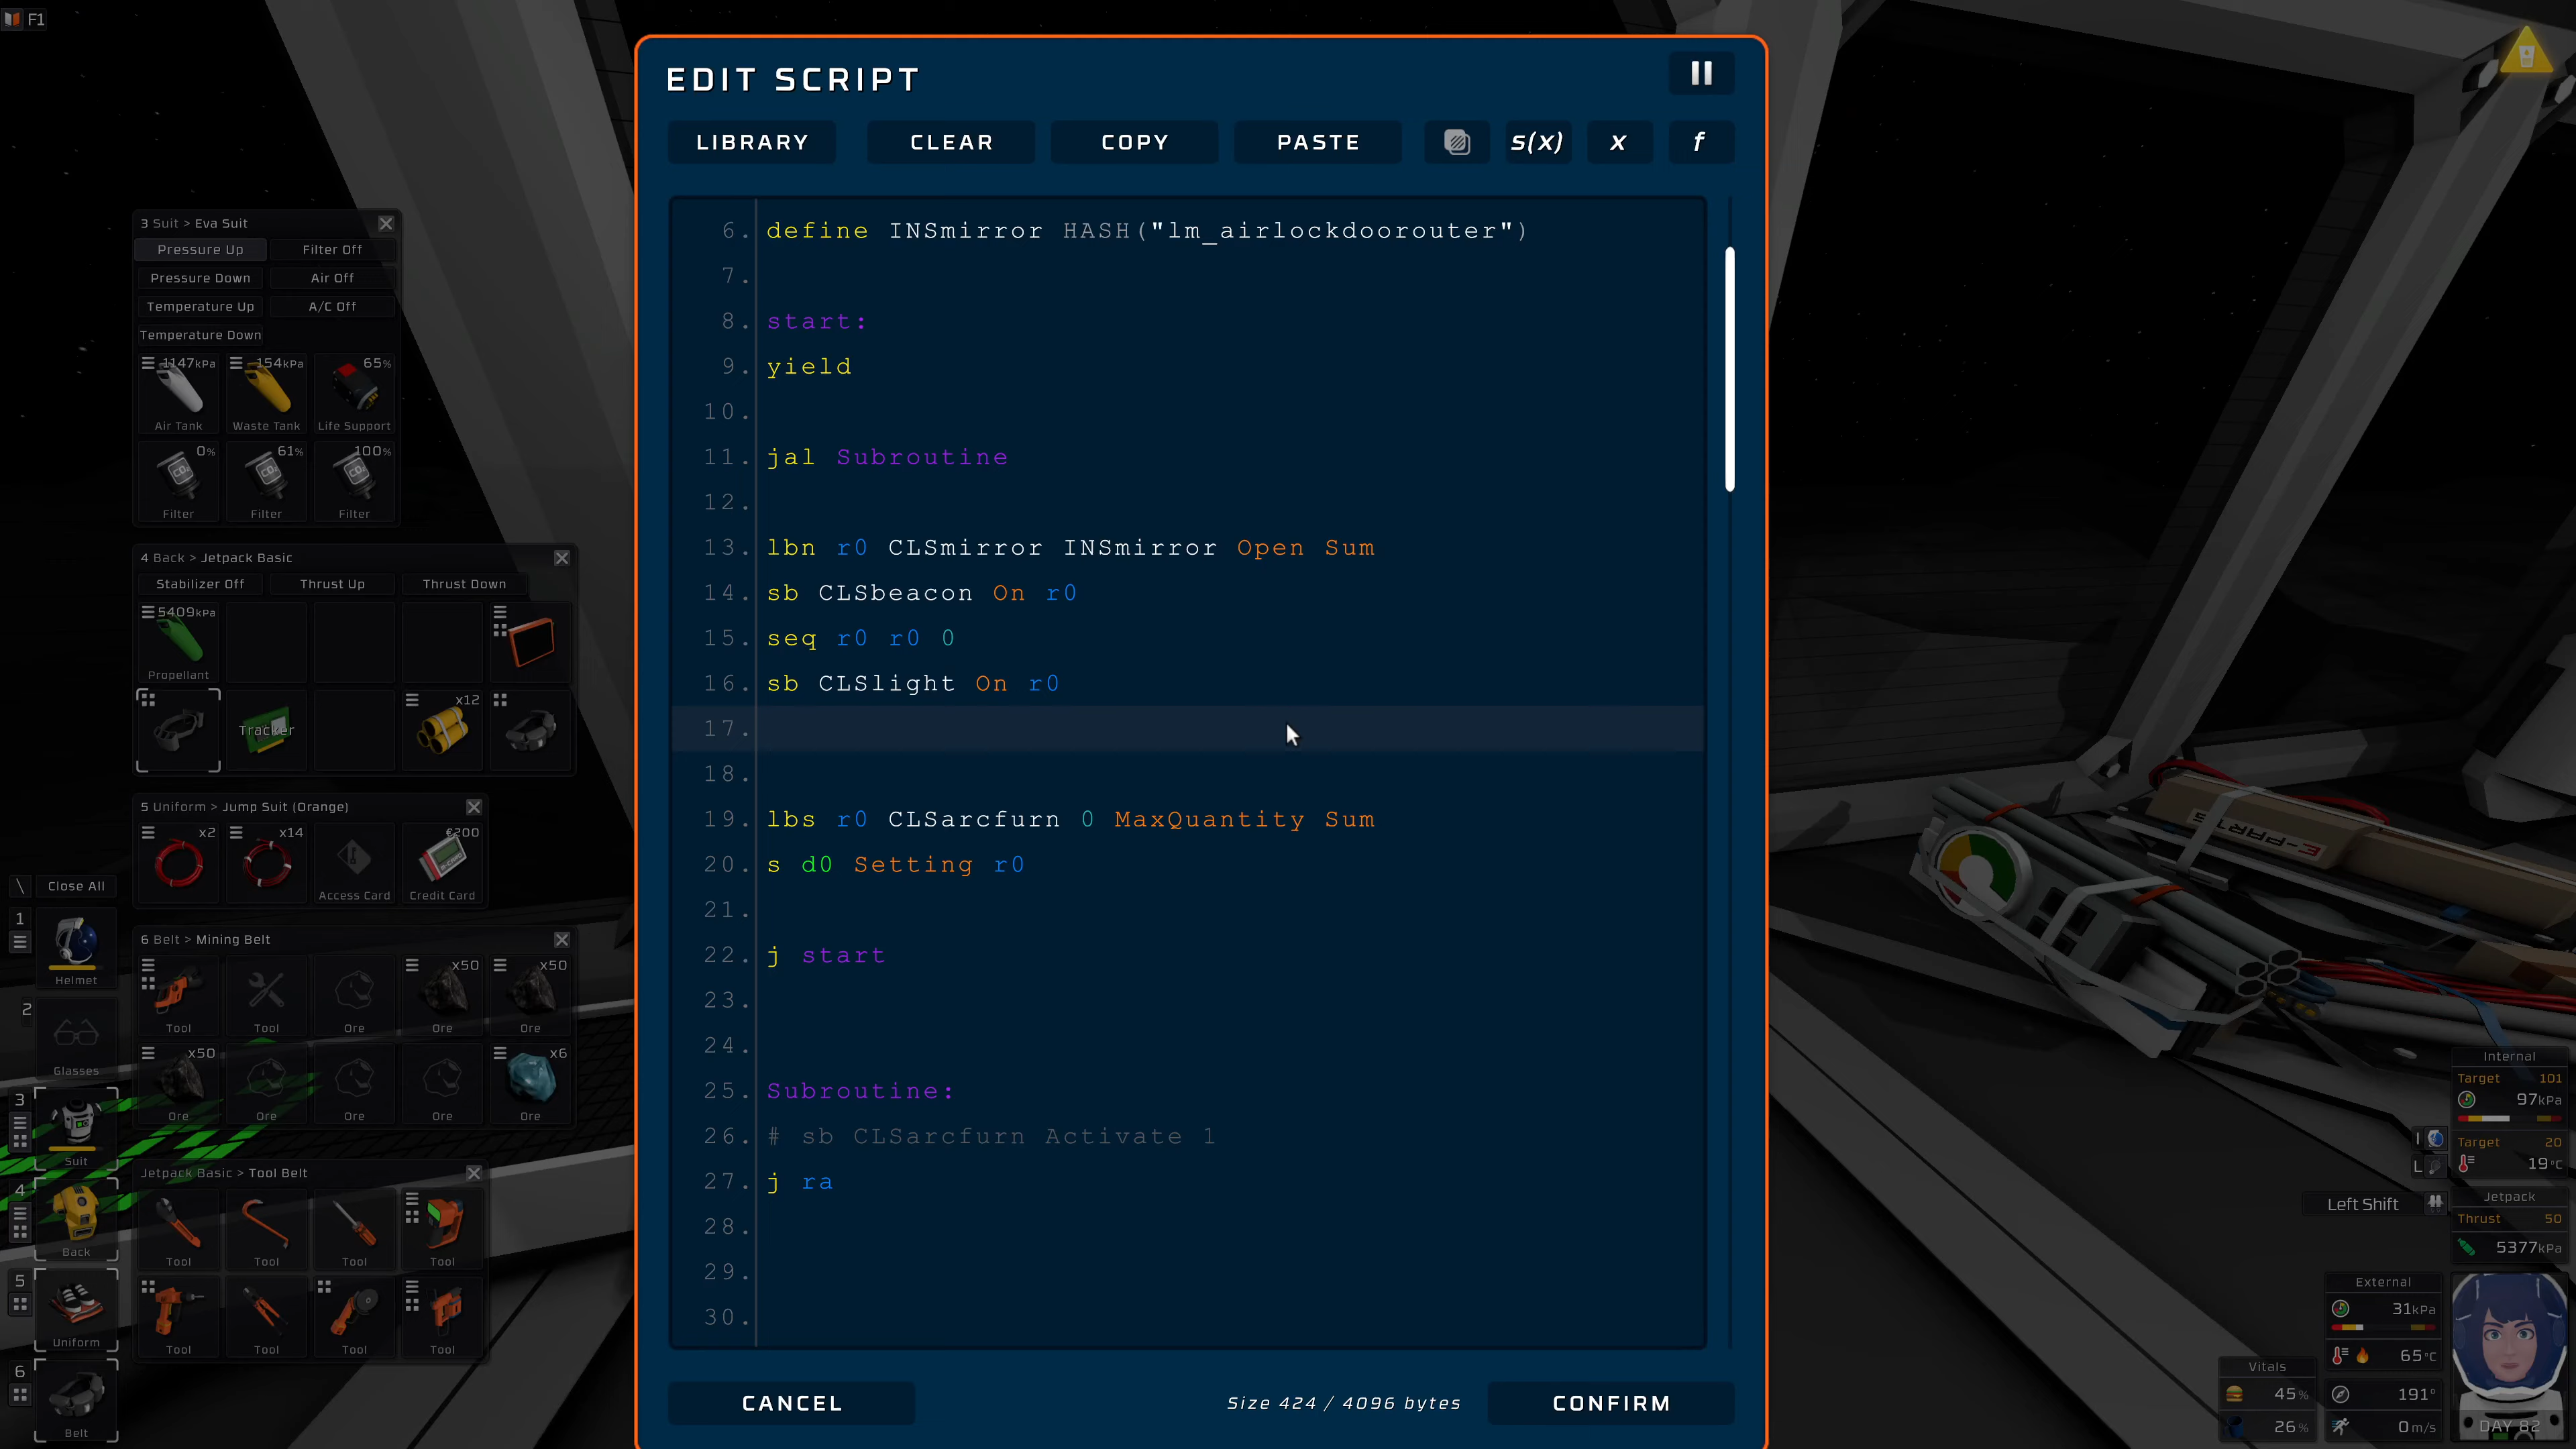 F1
EDIT SCRIPT
LIBRARY CLEAR COPY PASTE s(x) x f
6. define INSmirror HASH("lm_airlockdoorouter")
7.
8. start:
9. yield
10.
11. jal Subroutine
12.
13. lbn r0 CLSmirror INSmirror Open Sum
14. sb CLSbeacon On r0
15. seq r0 r0 0
16. sb CLSlight On r0
17.
18.
19. lbs r0 CLSarcfurn 0 MaxQuantity Sum
20. s d0 Setting r0
21.
22. j start
23.
24.
25. Subroutine:
26. # sb CLSarcfurn Activate 1
27. j ra
28.
29.
30.
CANCEL Size 424 / 4096 bytes CONFIRM
3 Suit > Eva Suit
Pressure Up Filter Off
Pressure Down Air Off
Temperature Up A/C Off
Temperature Down
1147kPa 154kPa 65%
Air Tank Waste Tank Life Support
0% 61% 100%
Filter Filter Filter
4 Back > Jetpack Basic
Stabilizer Off Thrust Up Thrust Down
5409kPa
Propellant
x12
Tracker
5 Uniform > Jump Suit (Orange)
x2 x14 €200
Access Card Credit Card
\ Close All
6 Belt > Mining Belt
x50 x50
Tool Tool Ore Ore Ore
x50 x6
Ore Ore Ore Ore Ore
Jetpack Basic > Tool Belt
Tool Tool Tool Tool
Tool Tool Tool Tool
1
Helmet
2
Glasses
3
Suit
4
Back
5
Uniform
6
Belt
E-PARTS
Internal
Target 101
97kPa
Target 20
19°C
I
L
Left Shift
Jetpack
Thrust 50
5377kPa
External
31kPa
65°C
191°
0m/s
Vitals
45%
26%
DAY 82